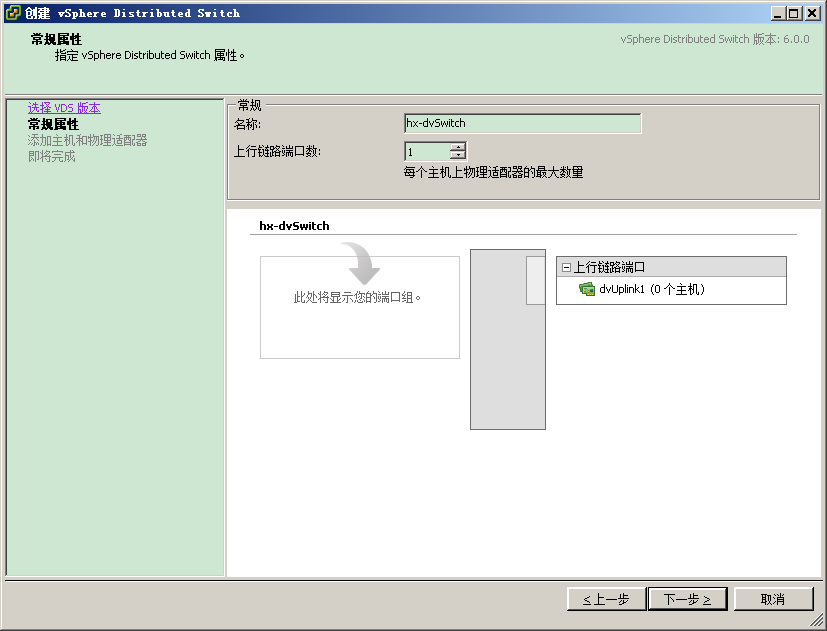 创建 vSphere Distributed Switch
常规属性
指定 vSphere Distributed Switch 属性。
vSphere Distributed Switch 版本: 6.0.0
选择 VDS 版本
常规属性
添加主机和物理适配器
即将完成
常规
名称:
hx-dvSwitch
上行链路端口数:
1
每个主机上物理适配器的最大数量
hx-dvSwitch
此处将显示您的端口组。
上行链路端口
dvUplink1 (0 个主机)
< 上一步
下一步 >
取消